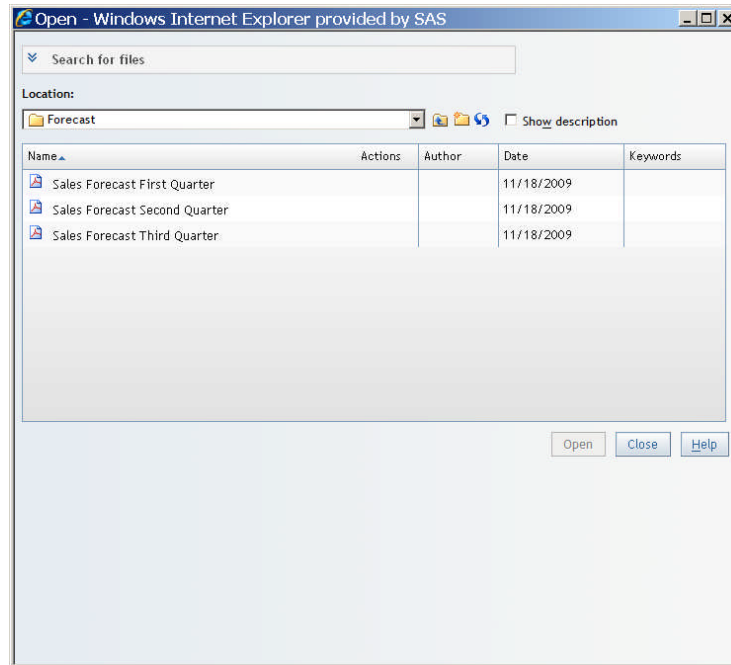 Open - Windows Internet Explorer provided by SAS
Search for files
Location:
Forecast
Show description
Name Actions Author Date Keywords
Sales Forecast First Quarter 11/18/2009
Sales Forecast Second Quarter 11/18/2009
Sales Forecast Third Quarter 11/18/2009
Open Close Help